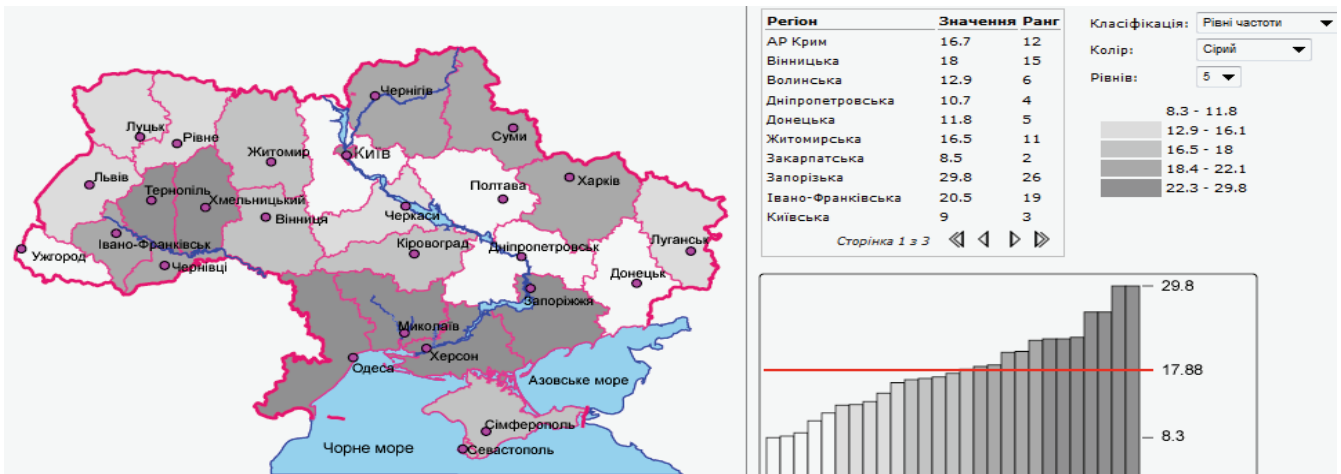 Чернігів
Суми
Луцьк
Рівне
Київ
Житомир
Львів
Харків
Полтава
Тернопіль
Хмельницький
Черкаси
Вінниця
Івано-Франківськ
Кіровоград
Луганськ
Ужгород
Чернівці
Дніпропетровськ
Донецьк
Запоріжжя
Миколаїв
Херсон
Одеса
Азовське море
Сімферополь
Чорне море
Севастополь
Регіон Значення Ранг
АР Крим 16.7 12
Вінницька 18 15
Волинська 12.9 6
Дніпропетровська 10.7 4
Донецька 11.8 5
Житомирська 16.5 11
Закарпатська 8.5 2
Запорізька 29.8 26
Івано-Франківська 20.5 19
Київська 9 3
Сторінка 1 з 3
Класіфікація: Рівні частоти
Колір: Сірий
Рівнів: 5
8.3 - 11.8
12.9 - 16.1
16.5 - 18
18.4 - 22.1
22.3 - 29.8
29.8
17.88
8.3